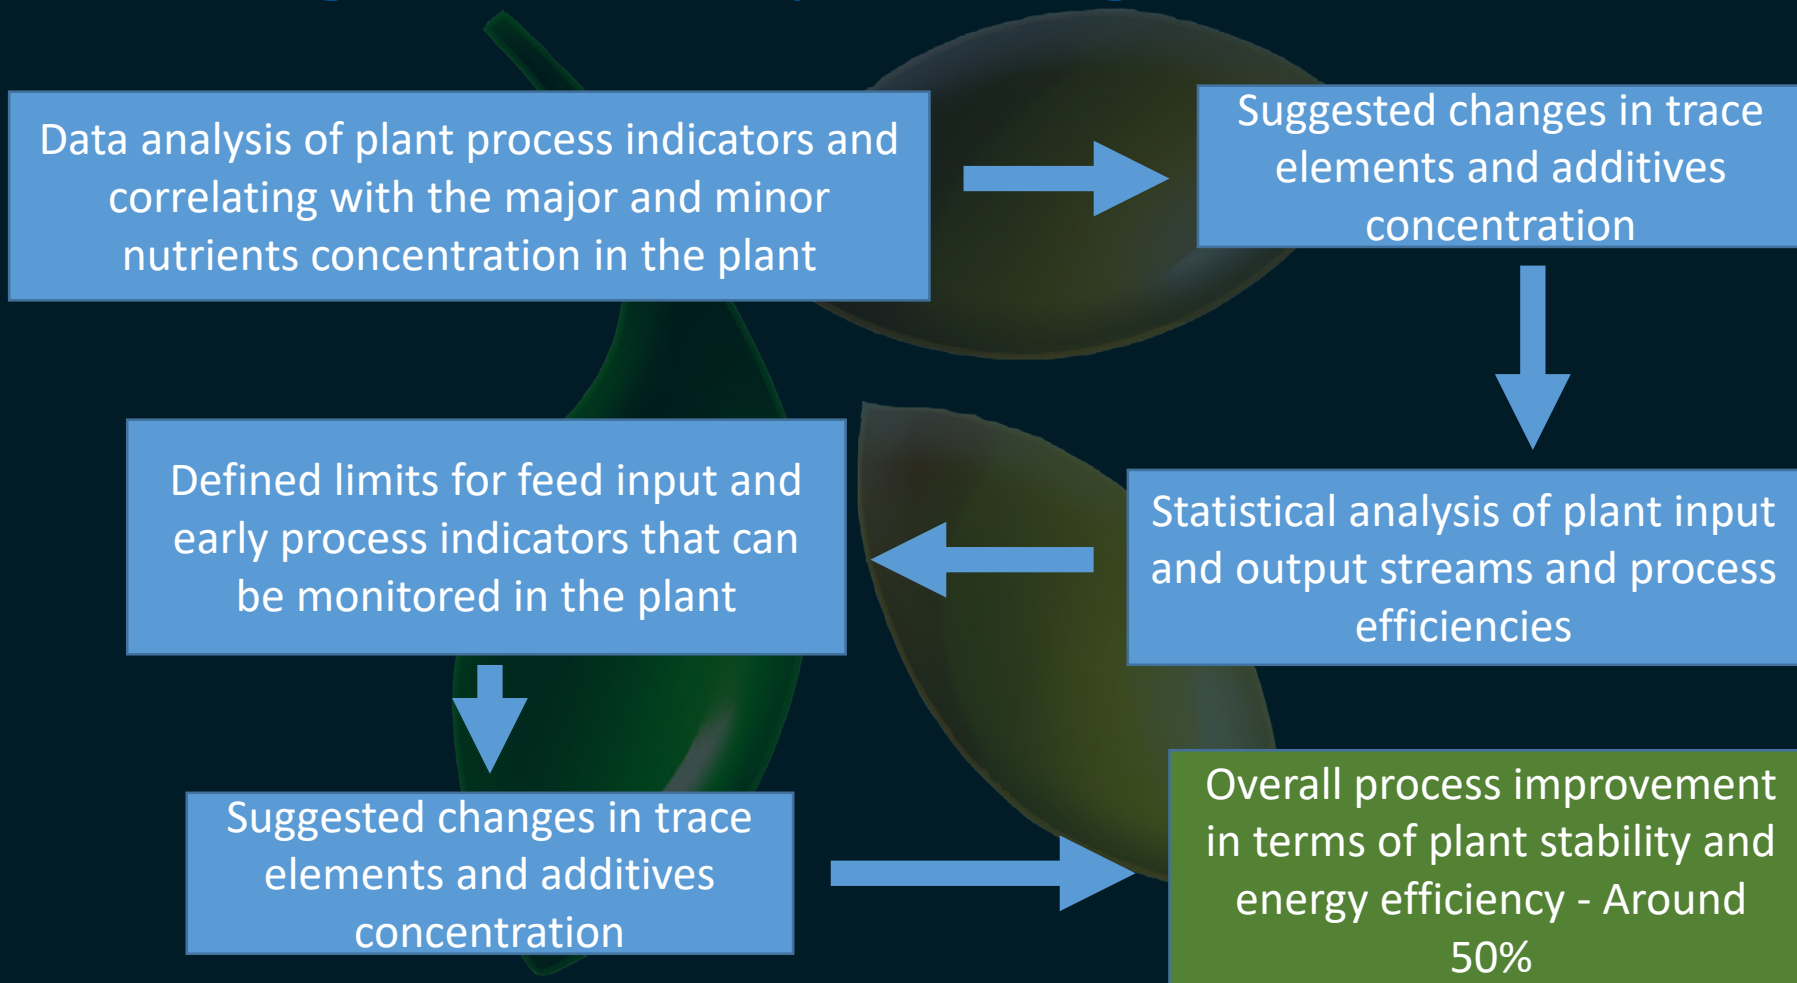 Data analysis of plant process indicators and
correlating with the major and minor
nutrients concentration in the plant
Suggested changes in trace
elements and additives
concentration
Statistical analysis of plant input
and output streams and process
efficiencies
Defined limits for feed input and
early process indicators that can
be monitored in the plant
Suggested changes in trace
elements and additives
concentration
Overall process improvement
in terms of plant stability and
energy efficiency - Around
50%